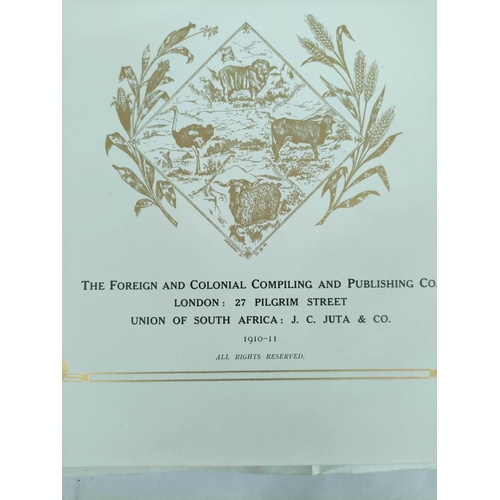 THE FOREIGN AND COLONIAL COMPILING AND PUBLISHING CO.
LONDON: 27 PILGRIM STREET
UNION OF SOUTH AFRICA: J. C. JUTA & CO.
1910-11
ALL RIGHTS RESERVED.